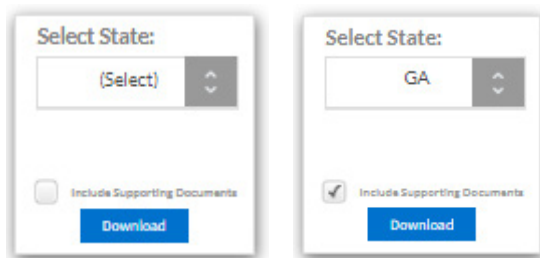 Select State:
(Select)
Include Supporting Documents
Download
Select State:
GA
Include Supporting Documents
Download